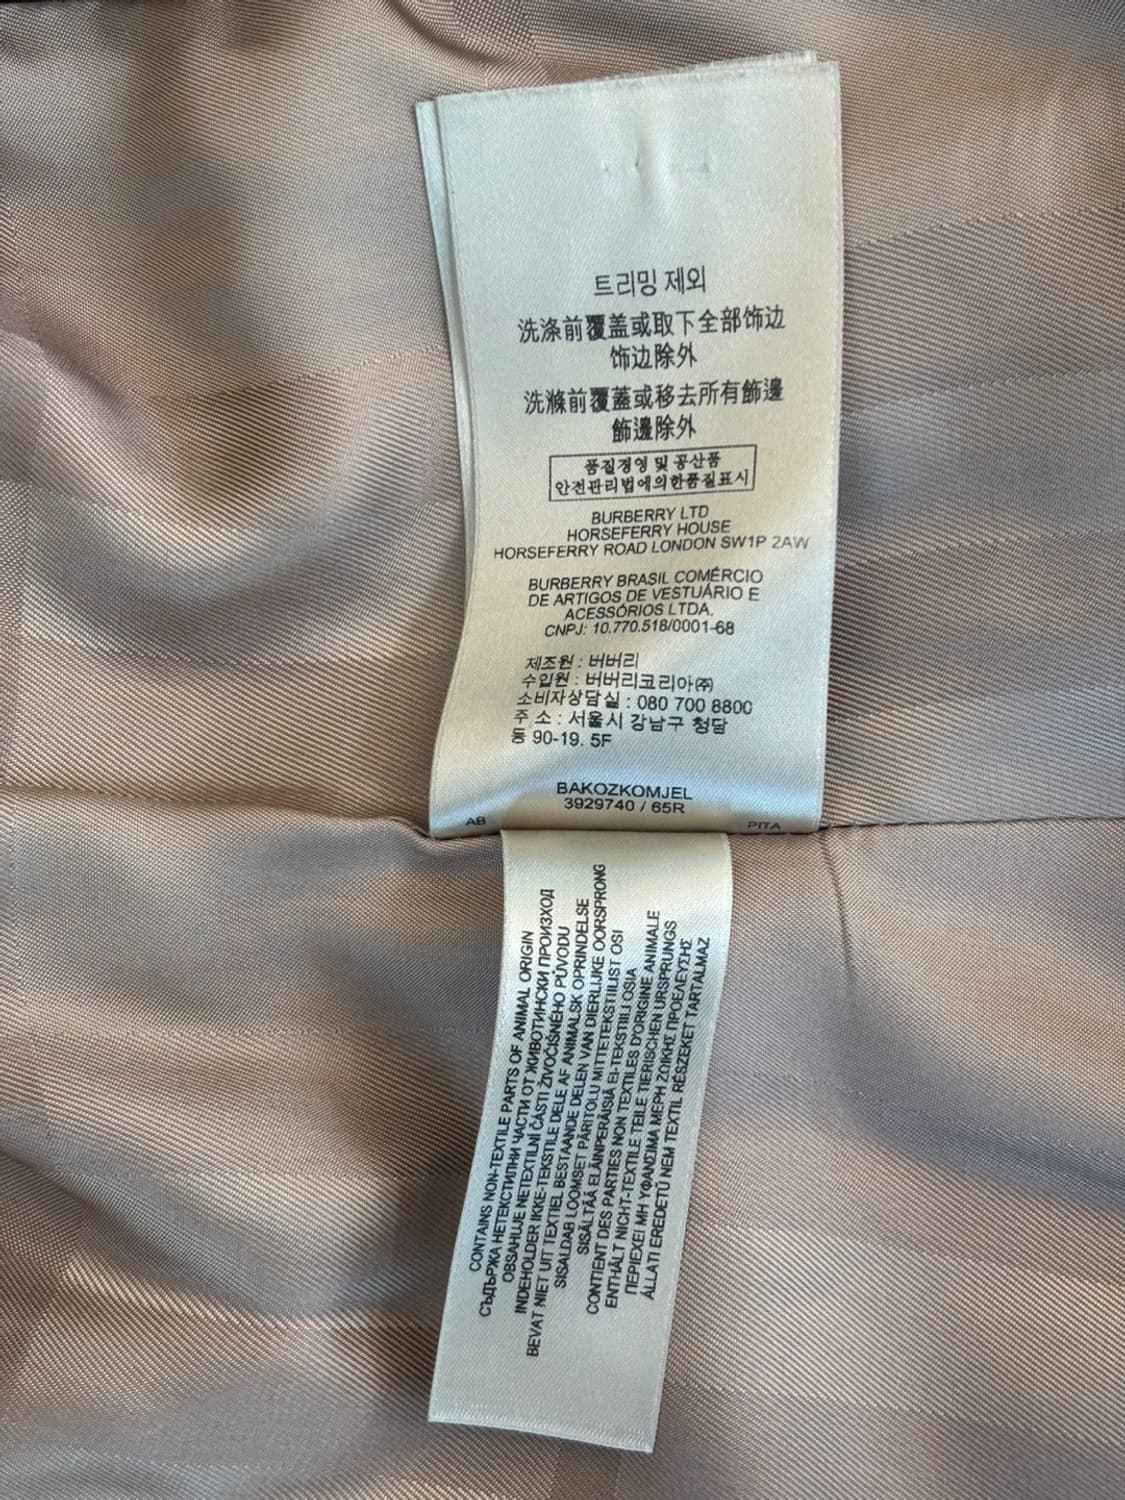 트리밍 제외
洗涤前覆盖或取下全部饰边
饰边除外
洗滌前覆蓋或移去所有飾邊
飾邊除外
품질경영 및 공산품
안전관리법에의한품질표시
BURBERRY LTD
HORSEFERRY HOUSE
HORSEFERRY ROAD LONDON SW1P 2AW
BURBERRY BRASIL COMÉRCIO
DE ARTIGOS DE VESTUÁRIO E
ACESSÓRIOS LTDA.
CNPJ: 10.770.518/0001-68
제조원 : 버버리
수입원 : 버버리코리아㈜
소비자상담실 : 080 700 8800
주 소 : 서울시 강남구 청담
동 90-19. 5F
BAKOZKOMJEL
3929740 / 65R
AB
PITA
CONTAINS NON-TEXTILE PARTS OF ANIMAL ORIGIN
СЪДЪРЖА НЕТЕКСТИЛНИ ЧАСТИ ОТ ЖИВОТИНСКИ ПРОИЗХОД
OBSAHUJE NETEXTILNÍ ČÁSTI ŽIVOČIŠNÉHO PŮVODU
INDEHOLDER IKKE-TEKSTILE DELE AF ANIMALSK OPRINDELSE
BEVAT NIET UIT TEXTIEL BESTAANDE DELEN VAN DIERLIJKE OORSPRONG
SISALDAB LOOMSET PÄRITOLU MITTETEKSTIILIST OSI
SISÄLTÄÄ ELÄINPERÄISIÄ EI-TEKSTIILI OSIA
CONTIENT DES PARTIES NON TEXTILES D'ORIGINE ANIMALE
ENTHÄLT NICHT-TEXTILE TEILE TIERISCHEN URSPRUNGS
ΠΕΡΙΕΧΕΙ ΜΗ ΥΦΑΝΣΙΜΑ ΜΕΡΗ ΖΩΙΚΗΣ ΠΡΟΕΛΕΥΣΗΣ
ÁLLATI EREDETŰ NEM TEXTIL RÉSZEKET TARTALMAZ